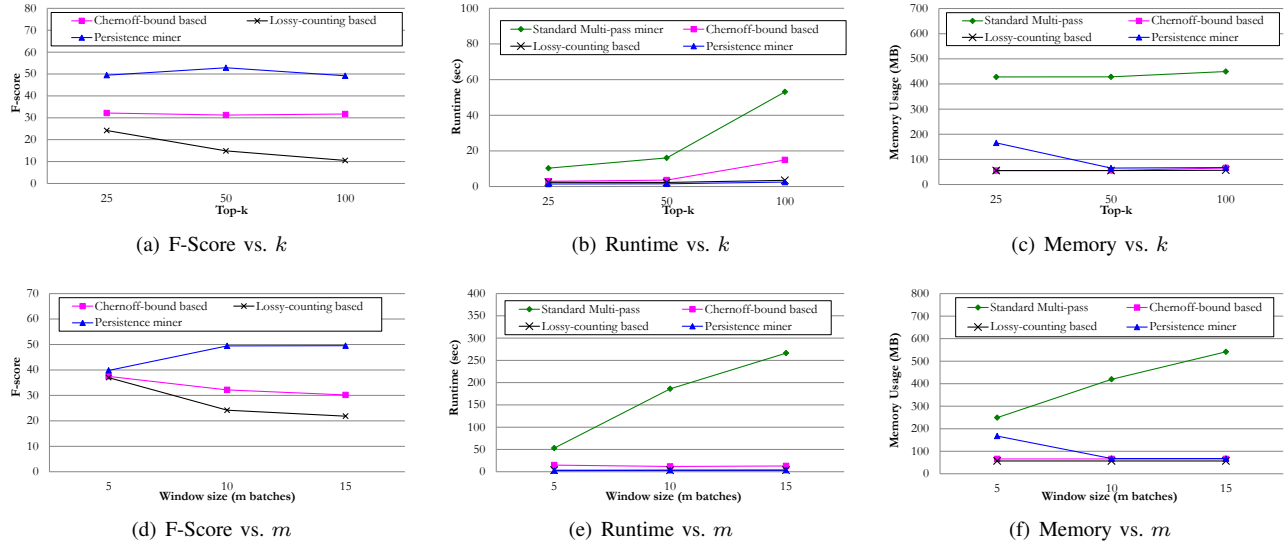 Chernoff-bound based
Lossy-counting based
Persistence miner
F-score
80
70
60
50
40
30
20
10
0
25
50
100
Top-k
(a) F-Score vs. k
Standard Multi-pass miner
Chernoff-bound based
Lossy-counting based
Persistence miner
Runtime (sec)
100
80
60
40
20
0
25
50
100
Top-k
(b) Runtime vs. k
Standard Multi-pass
Chernoff-bound based
Lossy-counting based
Persistence miner
Memory Usage (MB)
700
600
500
400
300
200
100
0
25
50
100
Top-k
(c) Memory vs. k
Chernoff-bound based
Lossy-counting based
Persistence miner
F-score
70
60
50
40
30
20
10
0
5
10
15
Window size (m batches)
(d) F-Score vs. m
Standard Multi-pass
Chernoff-bound based
Lossy-counting based
Persistence miner
Runtime (sec)
400
350
300
250
200
150
100
50
0
5
10
15
Window size (m batches)
(e) Runtime vs. m
Standard Multi-pass
Chernoff-bound based
Lossy-counting based
Persistence miner
Memory Usage (MB)
800
700
600
500
400
300
200
100
0
5
10
15
Window size (m batches)
(f) Memory vs. m